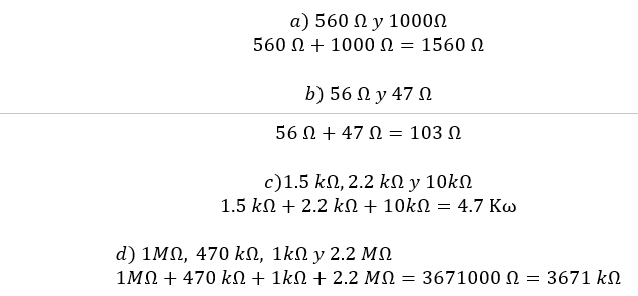 a) 560 Ω y 1000Ω
560 Ω + 1000 Ω = 1560 Ω
b) 56 Ω y 47 Ω
56 Ω + 47 Ω = 103 Ω
c)1.5 kΩ, 2.2 kΩ y 10kΩ
1.5 kΩ + 2.2 kΩ + 10kΩ = 4.7 Kω
d) 1MΩ, 470 kΩ, 1kΩ y 2.2 MΩ
1MΩ + 470 kΩ + 1kΩ + 2.2 MΩ = 3671000 Ω = 3671 kΩ